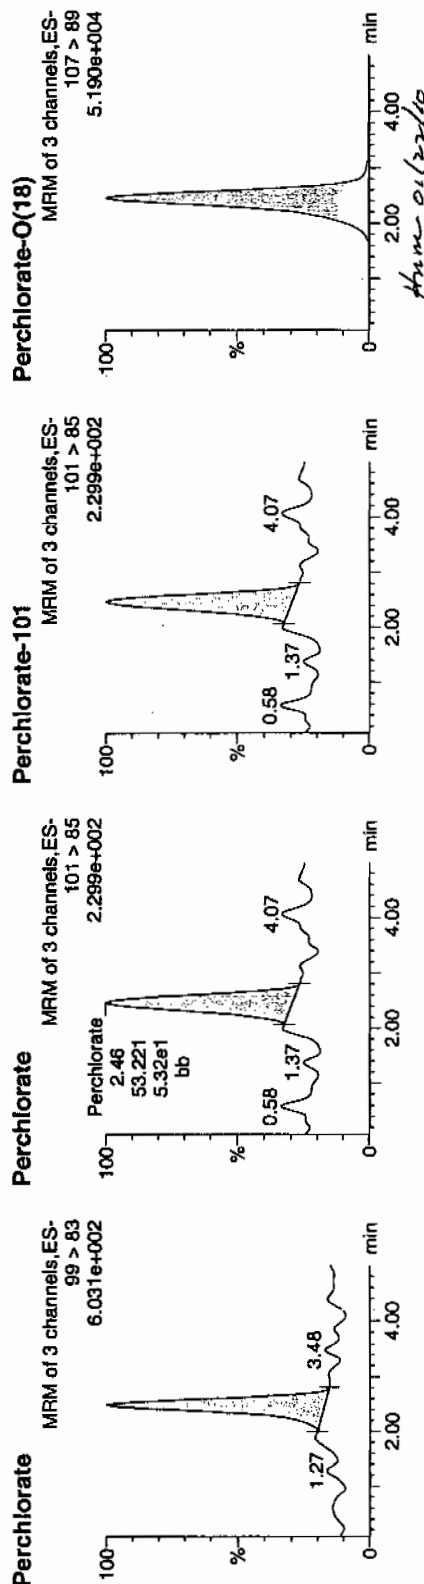 Perchlorate
MRM of 3 channels,ES-
99 > 83
6.031e+002
100
%
0
1.27
3.48
2.00
4.00
min
Perchlorate
MRM of 3 channels,ES-
101 > 85
2.299e+002
Perchlorate
2.46
53.221
5.32e1
bb
100
%
0
0.58
1.37
4.07
2.00
4.00
min
Perchlorate-101
MRM of 3 channels,ES-
101 > 85
2.299e+002
100
%
0
0.58
1.37
4.07
2.00
4.00
min
Perchlorate-O(18)
MRM of 3 channels,ES-
107 > 89
5.190e+004
100
%
0
2.00
4.00
min